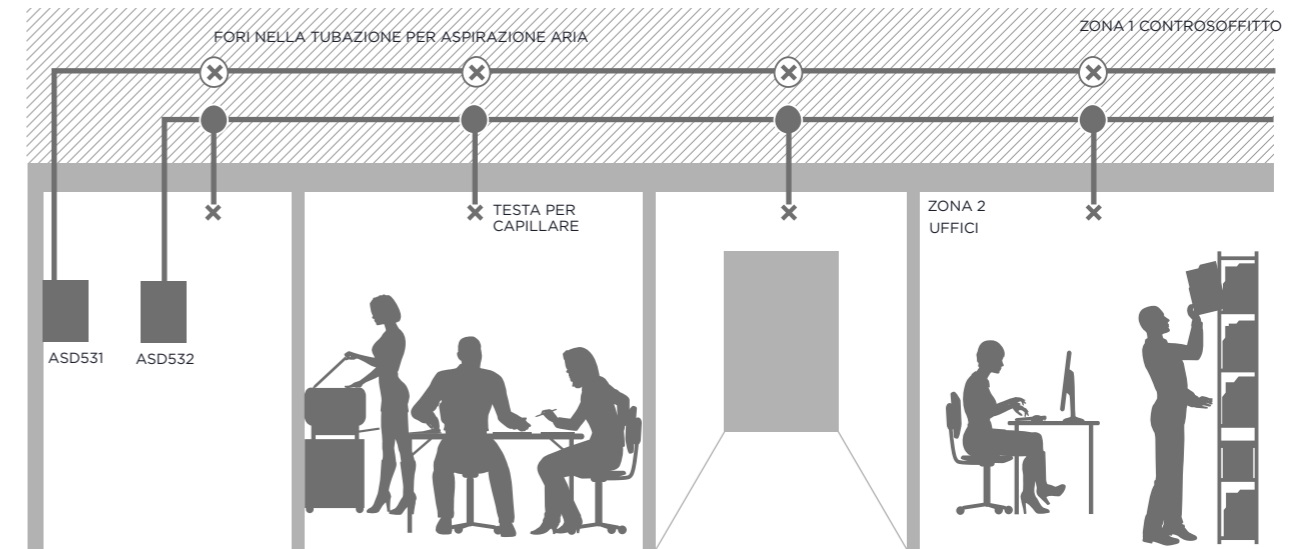 FORI NELLA TUBAZIONE PER ASPIRAZIONE ARIA
ZONA 1 CONTROSOFFITTO
TESTA PER
CAPILLARE
ZONA 2
UFFICI
ASD531
ASD532